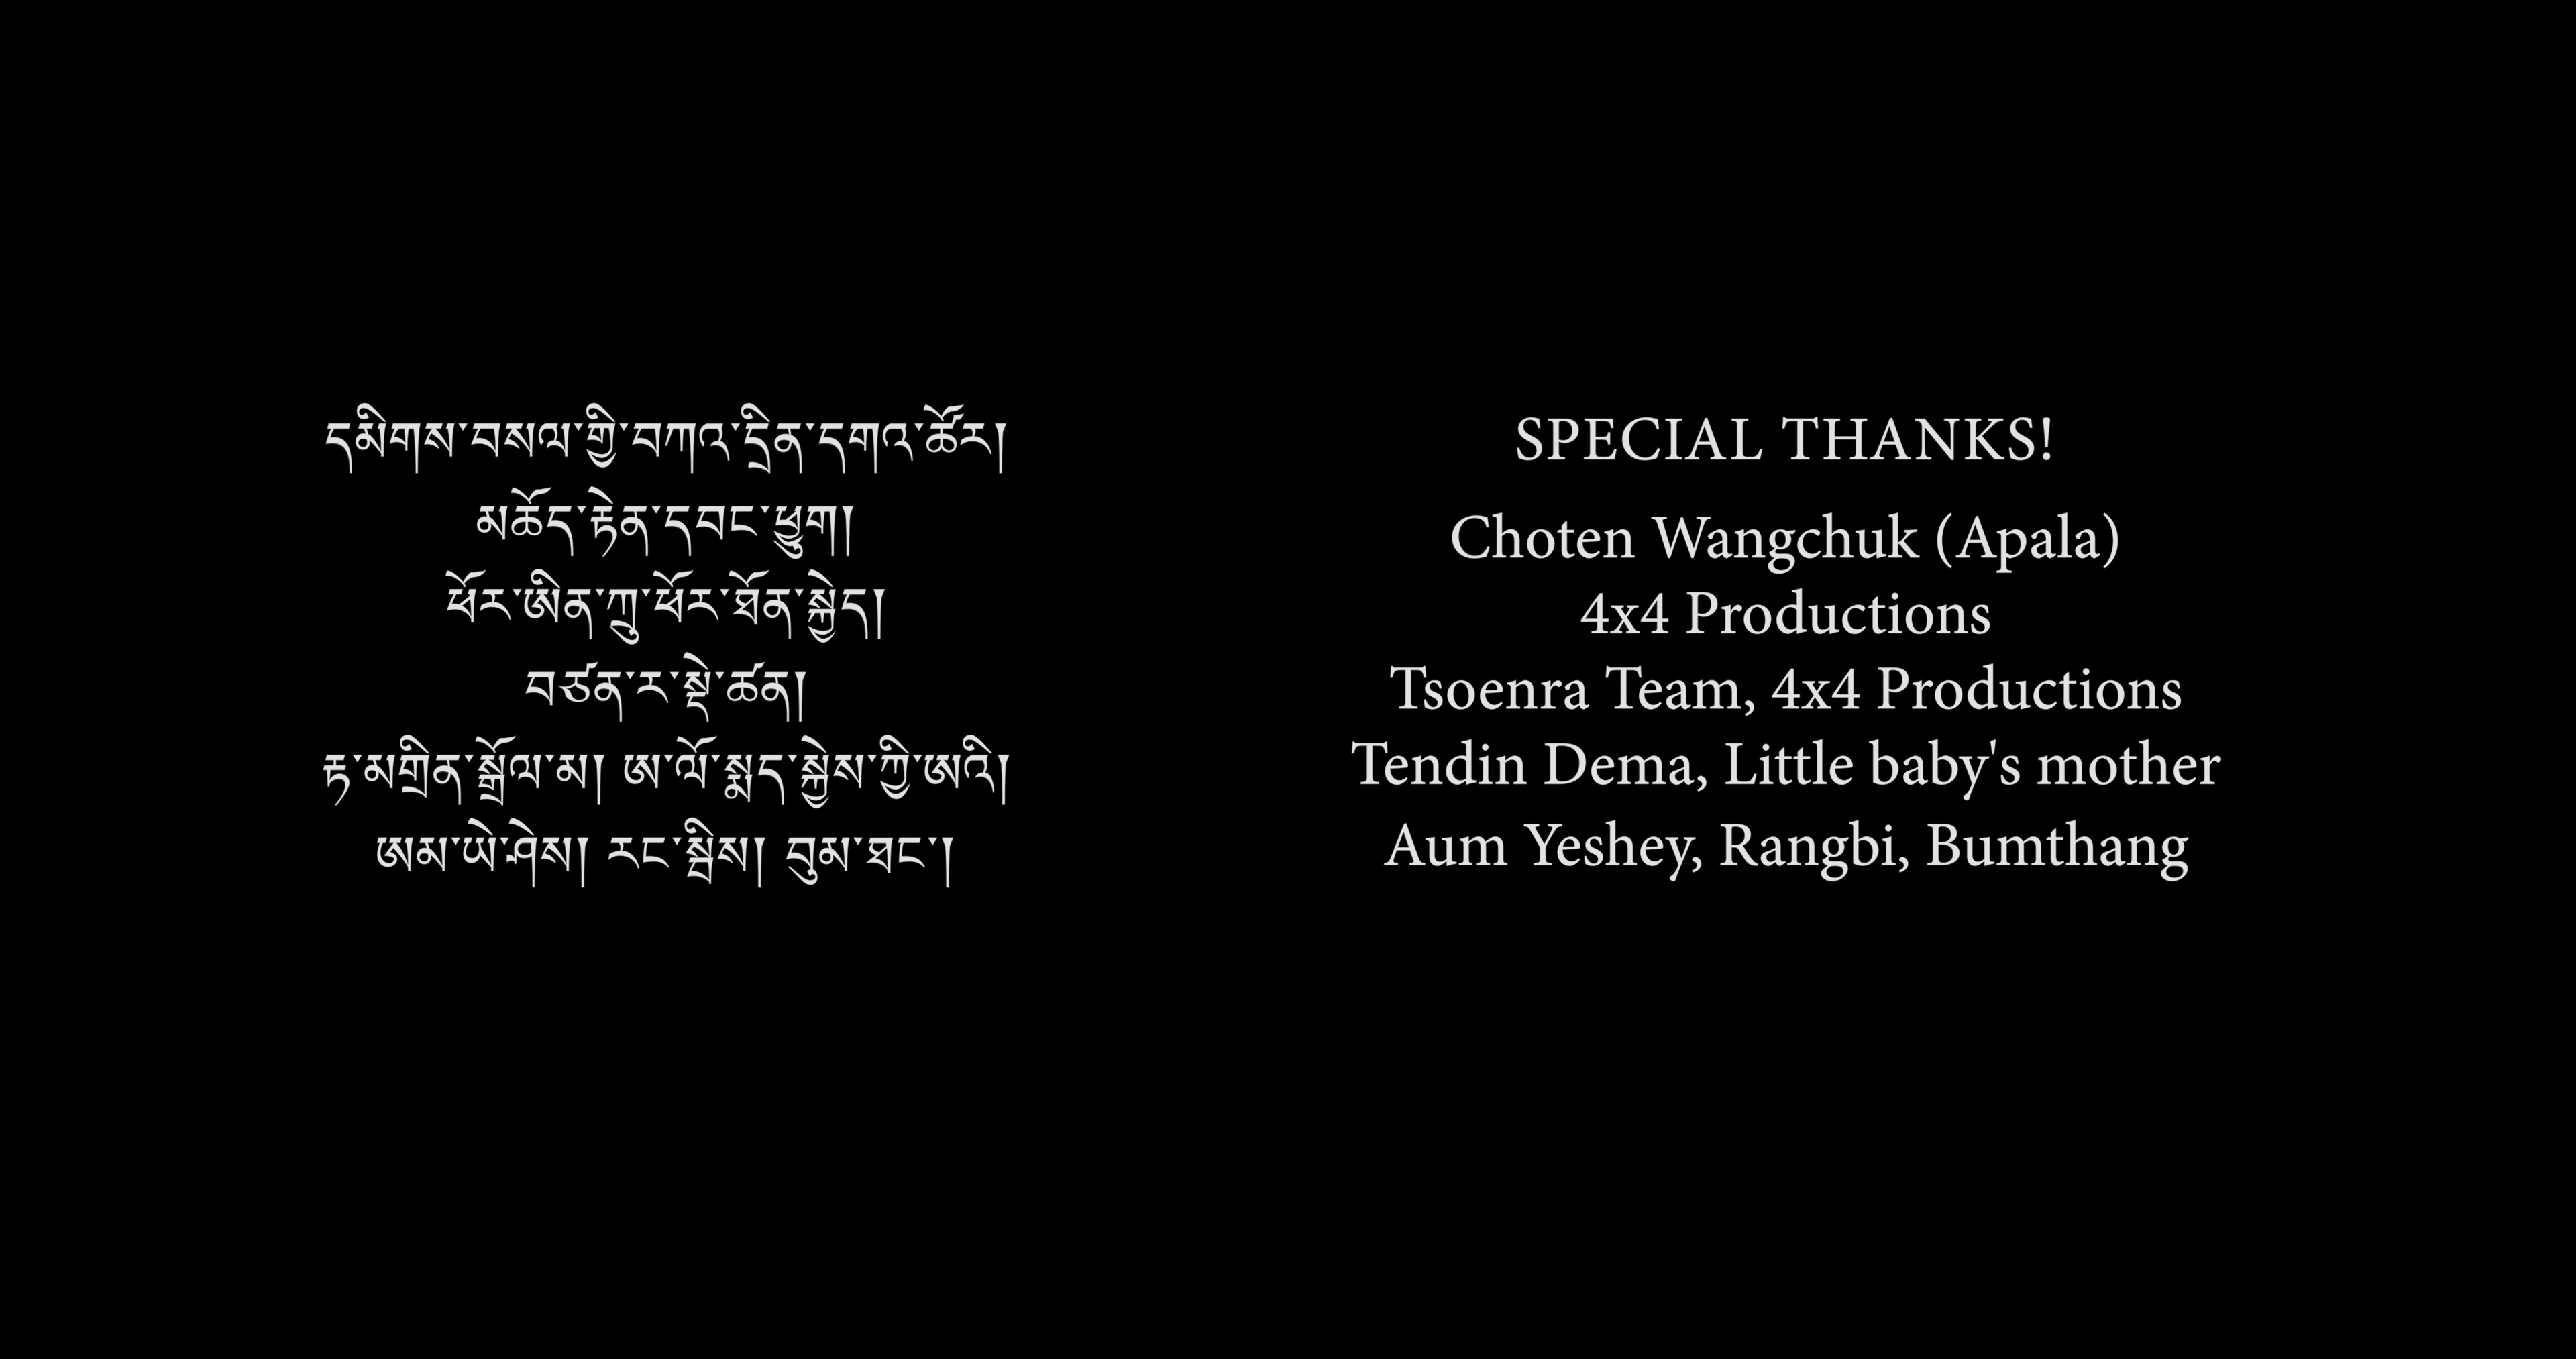 དམིགས་བསལ་གྱི་བཀའ་དྲིན་དགའ་ཚོར།
མཆོད་རྟེན་དབང་ཕྱུག།
ཕོར་ཨིན་ཀྲུ་ཕོར་ཐོན་སྐྱེད།
བཙན་ར་སྡེ་ཚན།
རྟ་མགྲིན་སྒྲོལ་མ། ཨ་ལོ་སྨད་སྐྱེས་ཀྱི་ཨའི།
ཨམ་ཡེ་ཤེས། རང་སྦིས། བུམ་ཐང་།
SPECIAL THANKS!
Choten Wangchuk (Apala)
4x4 Productions
Tsoenra Team, 4x4 Productions
Tendin Dema, Little baby's mother
Aum Yeshey, Rangbi, Bumthang